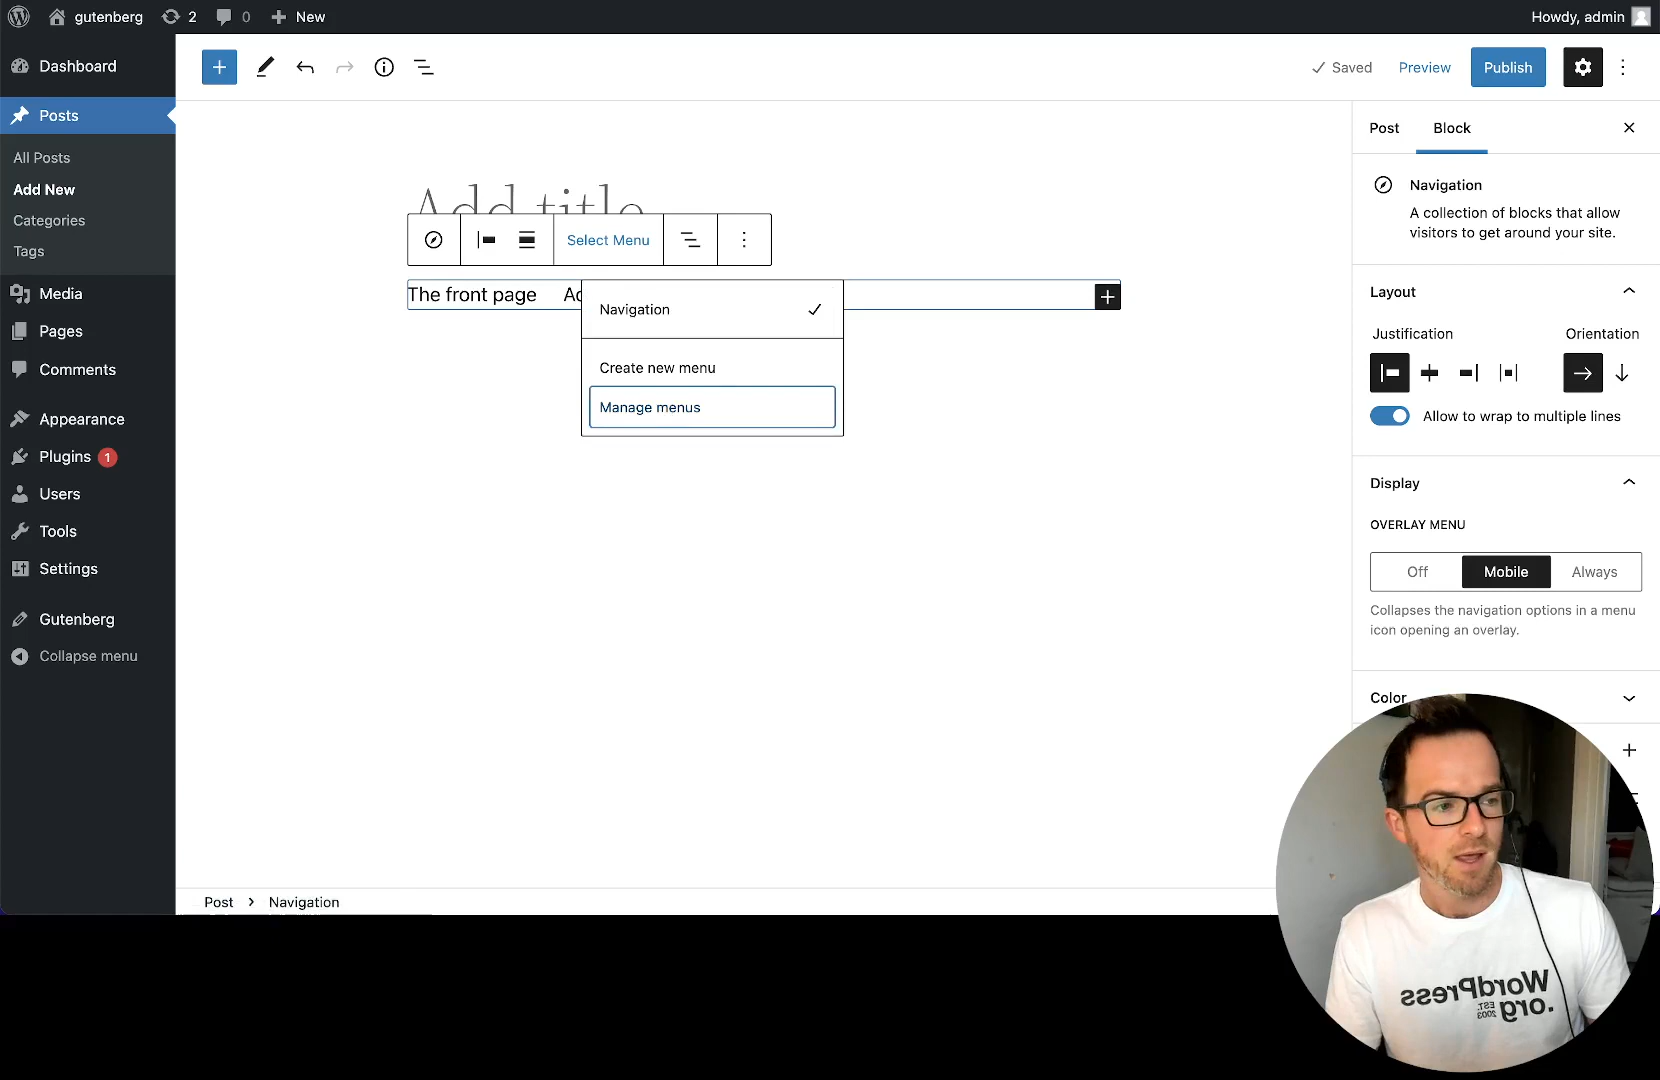 gutenberg
2
0
New
Howdy, admin
Dashboard
Posts
All Posts
Add New
Categories
Tags
Media
Pages
Comments
Appearance
Plugins 1
Users
Tools
Settings
Gutenberg
Collapse menu
Saved
Preview
Publish
Add title
Select Menu
The front page
Navigation
Create new menu
Manage menus
Post
Block
Navigation
A collection of blocks that allow
visitors to get around your site.
Layout
Justification
Orientation
Allow to wrap to multiple lines
Display
OVERLAY MENU
Off
Mobile
Always
Collapses the navigation options in a menu
icon opening an overlay.
Color
WordPress
.org
EST.
2003
Post
Navigation